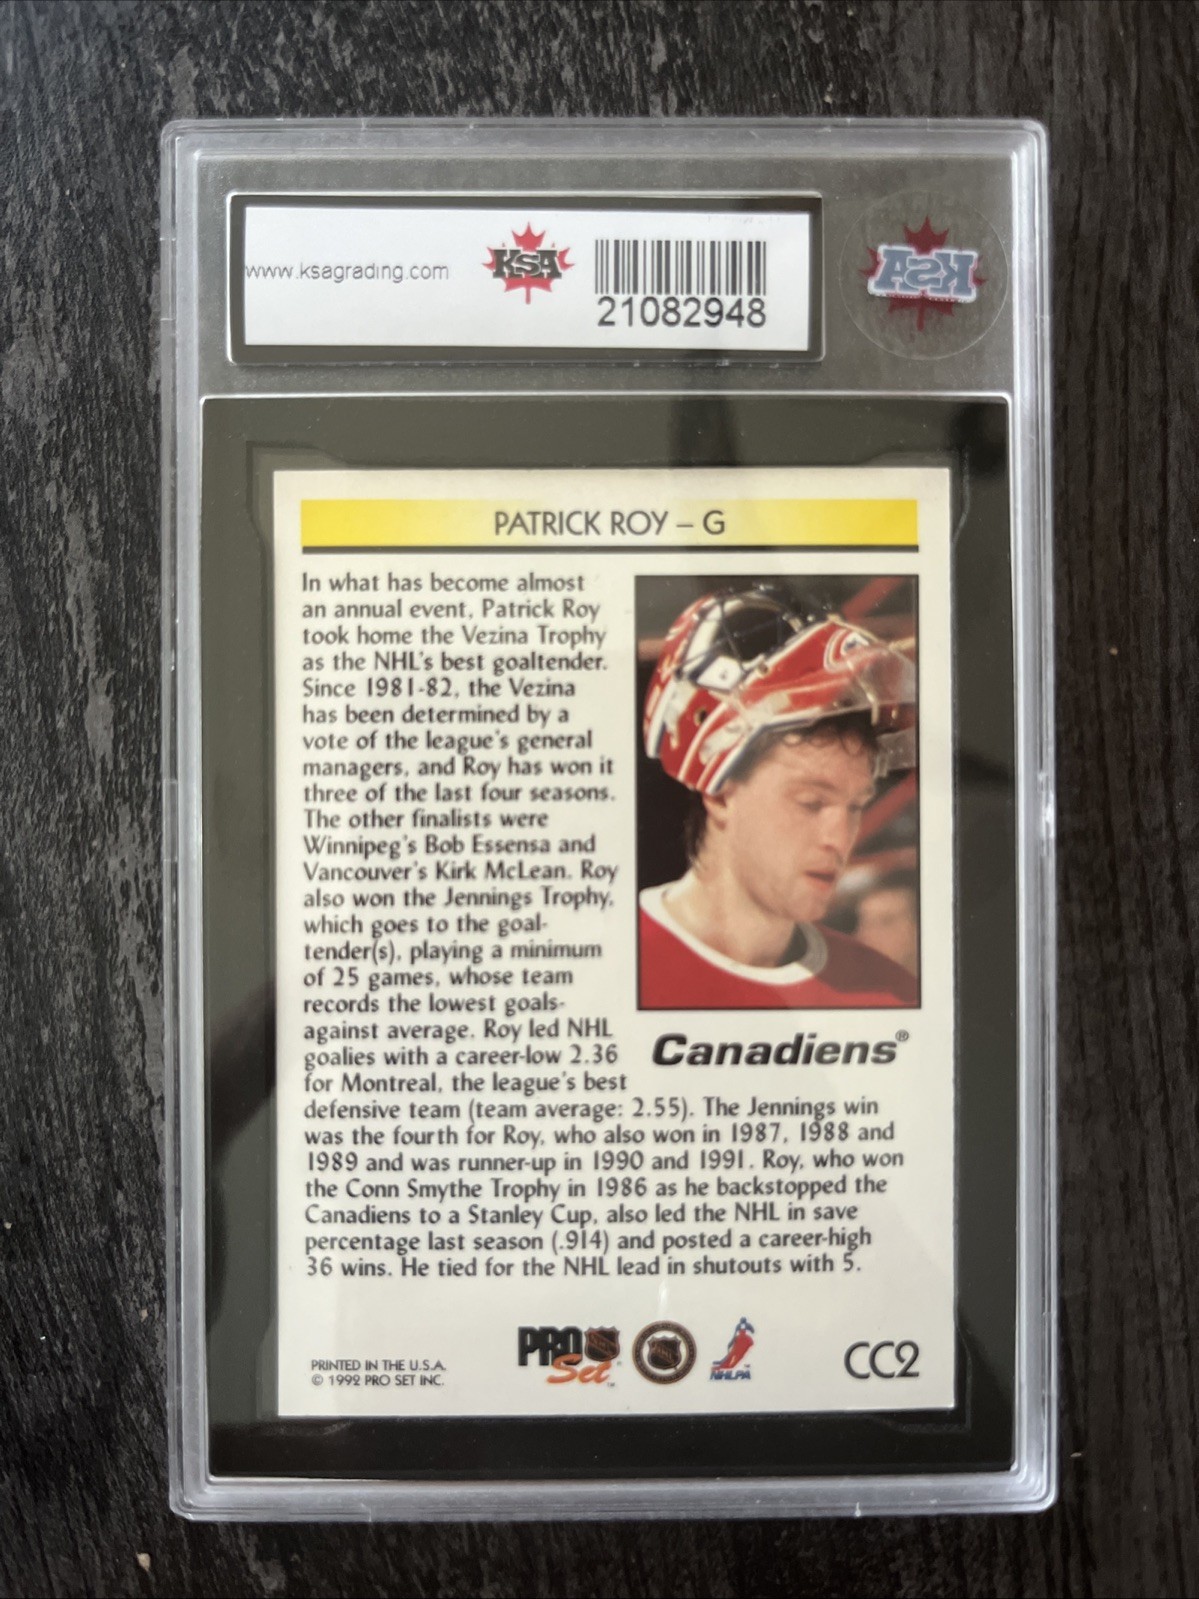 www.ksagrading.com
KSA
21082948
KSA
PATRICK ROY – G
In what has become almost
an annual event, Patrick Roy
took home the Vezina Trophy
as the NHL's best goaltender.
Since 1981-82, the Vezina
has been determined by a
vote of the league's general
managers, and Roy has won it
three of the last four seasons.
The other finalists were
Winnipeg's Bob Essensa and
Vancouver's Kirk McLean. Roy
also won the Jennings Trophy,
which goes to the goal-
tender(s), playing a minimum
of 25 games, whose team
records the lowest goals-
against average. Roy led NHL
goalies with a career-low 2.36
for Montreal, the league's best
defensive team (team average: 2.55). The Jennings win
was the fourth for Roy, who also won in 1987, 1988 and
1989 and was runner-up in 1990 and 1991. Roy, who won
the Conn Smythe Trophy in 1986 as he backstopped the
Canadiens to a Stanley Cup, also led the NHL in save
percentage last season (.914) and posted a career-high
36 wins. He tied for the NHL lead in shutouts with 5.
Canadiens®
PRINTED IN THE U.S.A.
© 1992 PRO SET INC.
PRO Set™
NHLPA
CC2